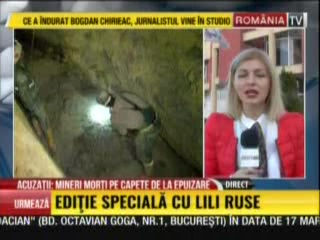 CE A ÎNDURAT BOGDAN CHIRIEAC, JURNALISTUL VINE ÎN STUDIO
ROMÂNIA TV
ACUZAȚII: MINERI MORȚI PE CAPETE DE LA EPUIZARE
DIRECT
URMEAZĂ
EDIȚIE SPECIALĂ CU LILI RUSE
DACIAN" (BD. OCTAVIAN GOGA, NR.1, BUCUREȘTI) ÎN DATA DE 17 MAR